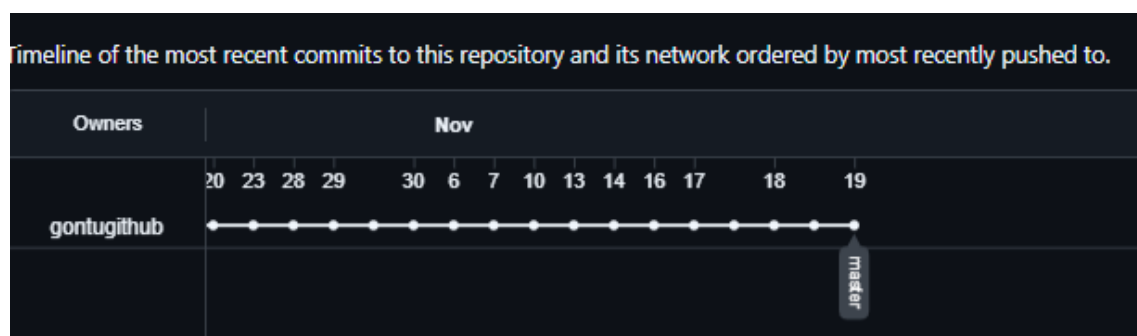 Timeline of the most recent commits to this repository and its network ordered by most recently pushed to.
Owners Nov
20 23 28 29 30 6 7 10 13 14 16 17 18 19
gontugithub
master